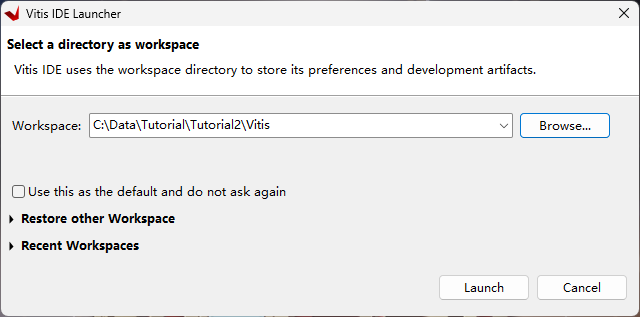 Vitis IDE Launcher
Select a directory as workspace
Vitis IDE uses the workspace directory to store its preferences and development artifacts.
Workspace: C:\Data\Tutorial\Tutorial2\Vitis Browse...
Use this as the default and do not ask again
Restore other Workspace
Recent Workspaces
Launch Cancel